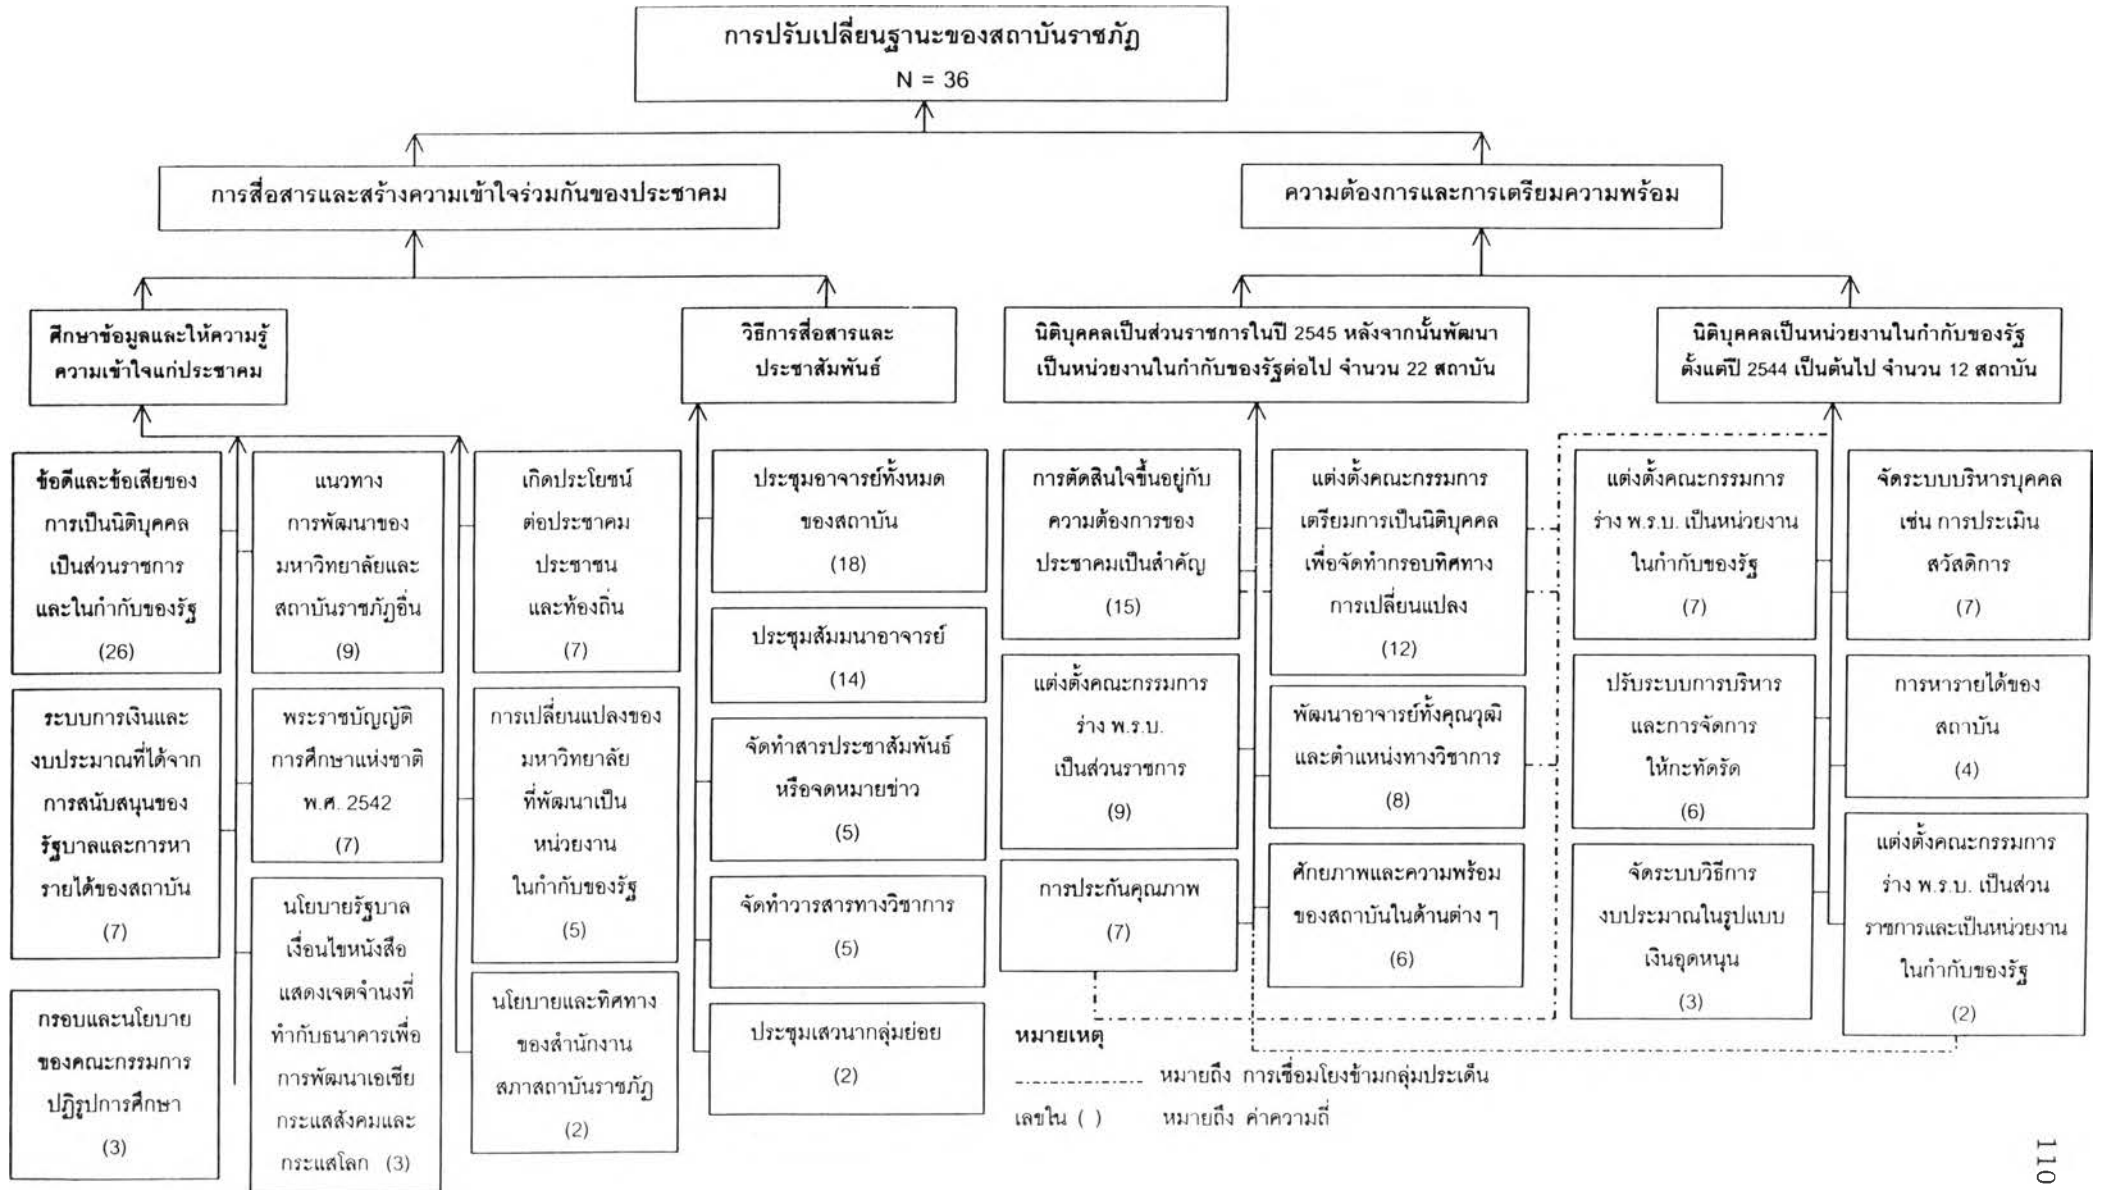 การปรับเปลี่ยนฐานะของสถาบันราชภัฏ
N = 36
การสื่อสารและสร้างความเข้าใจร่วมกันของประชาคม
ความต้องการและการเตรียมความพร้อม
ศึกษาข้อมูลและให้ความรู้
ความเข้าใจแก่ประชาคม
วิธีการสื่อสารและ
ประชาสัมพันธ์
นิติบุคคลเป็นส่วนราชการในปี 2545 หลังจากนั้นพัฒนา
เป็นหน่วยงานในกำกับของรัฐต่อไป จำนวน 22 สถาบัน
นิติบุคคลเป็นหน่วยงานในกำกับของรัฐ
ตั้งแต่ปี 2544 เป็นต้นไป จำนวน 12 สถาบัน
ข้อดีและข้อเสียของ
การเป็นนิติบุคคล
เป็นส่วนราชการ
และในกำกับของรัฐ
(26)
ระบบการเงินและ
งบประมาณที่ได้จาก
การสนับสนุนของ
รัฐบาลและการหา
รายได้ของสถาบัน
(7)
กรอบและนโยบาย
ของคณะกรรมการ
ปฏิรูปการศึกษา
(3)
แนวทาง
การพัฒนาของ
มหาวิทยาลัยและ
สถาบันราชภัฏอื่น
(9)
พระราชบัญญัติ
การศึกษาแห่งชาติ
พ.ศ. 2542
(7)
นโยบายรัฐบาล
เงื่อนไขหนังสือ
แสดงเจตจำนงที่
ทำกับธนาคารเพื่อ
การพัฒนาเอเชีย
กระแสสังคมและ
กระแสโลก (3)
เกิดประโยชน์
ต่อประชาคม
ประชาชน
และท้องถิ่น
(7)
การเปลี่ยนแปลงของ
มหาวิทยาลัย
ที่พัฒนาเป็น
หน่วยงาน
ในกำกับของรัฐ
(5)
นโยบายและทิศทาง
ของสำนักงาน
สภาสถาบันราชภัฏ
(2)
ประชุมอาจารย์ทั้งหมด
ของสถาบัน
(18)
ประชุมสัมมนาอาจารย์
(14)
จัดทำสารประชาสัมพันธ์
หรือจดหมายข่าว
(5)
จัดทำวารสารทางวิชาการ
(5)
ประชุมเสวนากลุ่มย่อย
(2)
การตัดสินใจขึ้นอยู่กับ
ความต้องการของ
ประชาคมเป็นสำคัญ
(15)
แต่งตั้งคณะกรรมการ
ร่าง พ.ร.บ.
เป็นส่วนราชการ
(9)
การประกันคุณภาพ
(7)
แต่งตั้งคณะกรรมการ
เตรียมการเป็นนิติบุคคล
เพื่อจัดทำกรอบทิศทาง
การเปลี่ยนแปลง
(12)
พัฒนาอาจารย์ทั้งคุณวุฒิ
และตำแหน่งทางวิชาการ
(8)
ศักยภาพและความพร้อม
ของสถาบันในด้านต่าง ๆ
(6)
แต่งตั้งคณะกรรมการ
ร่าง พ.ร.บ. เป็นหน่วยงาน
ในกำกับของรัฐ
(7)
ปรับระบบการบริหาร
และการจัดการ
ให้กะทัดรัด
(6)
จัดระบบวิธีการ
งบประมาณในรูปแบบ
เงินอุดหนุน
(3)
จัดระบบบริหารบุคคล
เช่น การประเมิน
สวัสดิการ
(7)
การหารายได้ของ
สถาบัน
(4)
แต่งตั้งคณะกรรมการ
ร่าง พ.ร.บ. เป็นส่วน
ราชการและเป็นหน่วยงาน
ในกำกับของรัฐ
(2)
หมายเหตุ
หมายถึง การเชื่อมโยงข้ามกลุ่มประเด็น
เลขใน ( ) หมายถึง ค่าความถี่
110